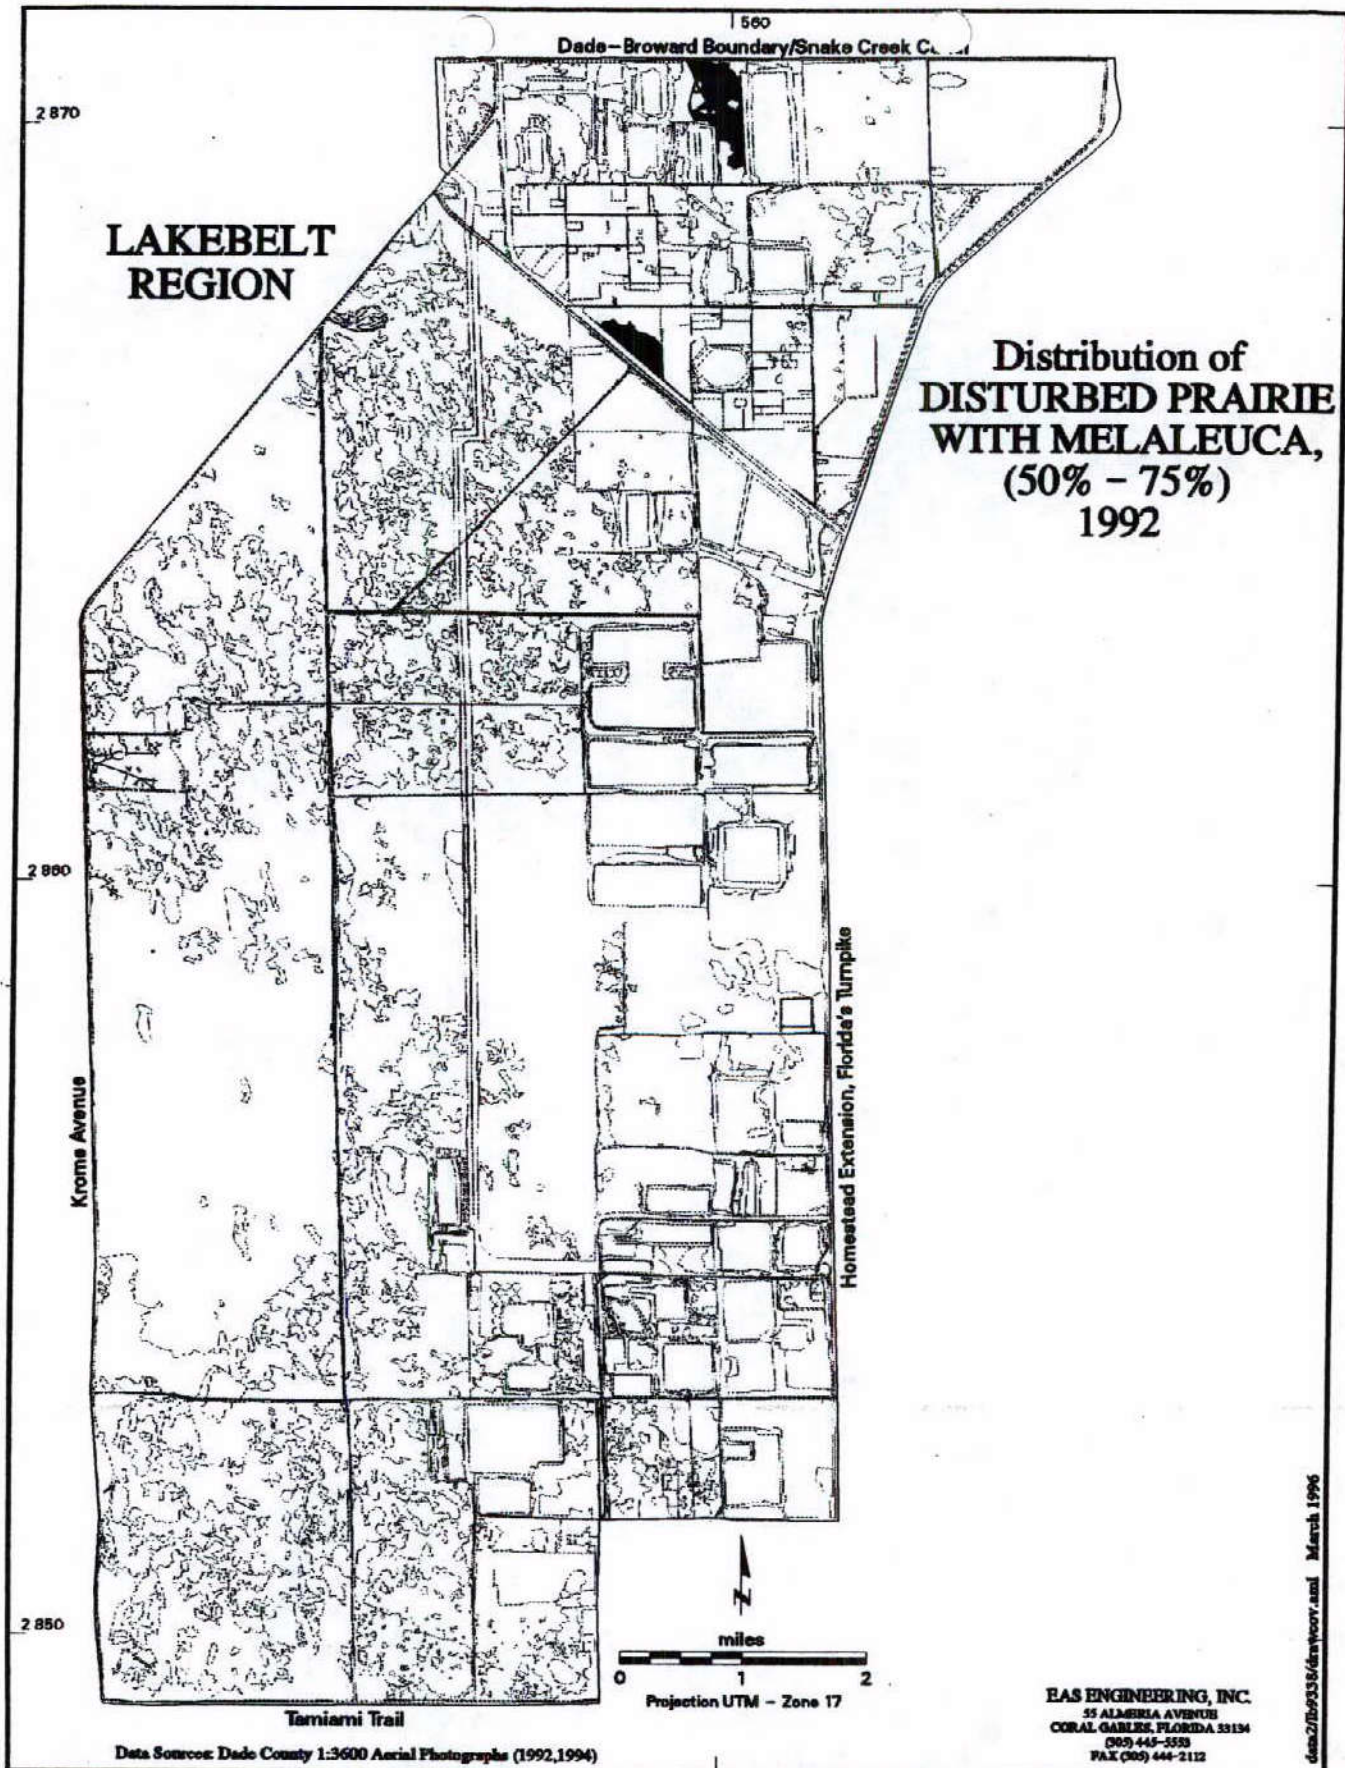 560
Dade-Broward Boundary/Snake Creek
2 870
LAKEBELT
REGION
Distribution of
DISTURBED PRAIRIE
WITH MELALEUCA,
(50% - 75%)
1992
2 860
Krome Avenue
Homestead Extension, Florida's Turnpike
2 850
N
miles
0 1 2
Projection UTM - Zone 17
Tamiami Trail
Data Sources: Dade County 1:3600 Aerial Photographs (1992,1994)
EAS ENGINEERING, INC.
55 ALMERIA AVENUE
CORAL GABLES, FLORIDA 33134
(305) 445-5553
FAX (305) 444-2112
March 1996